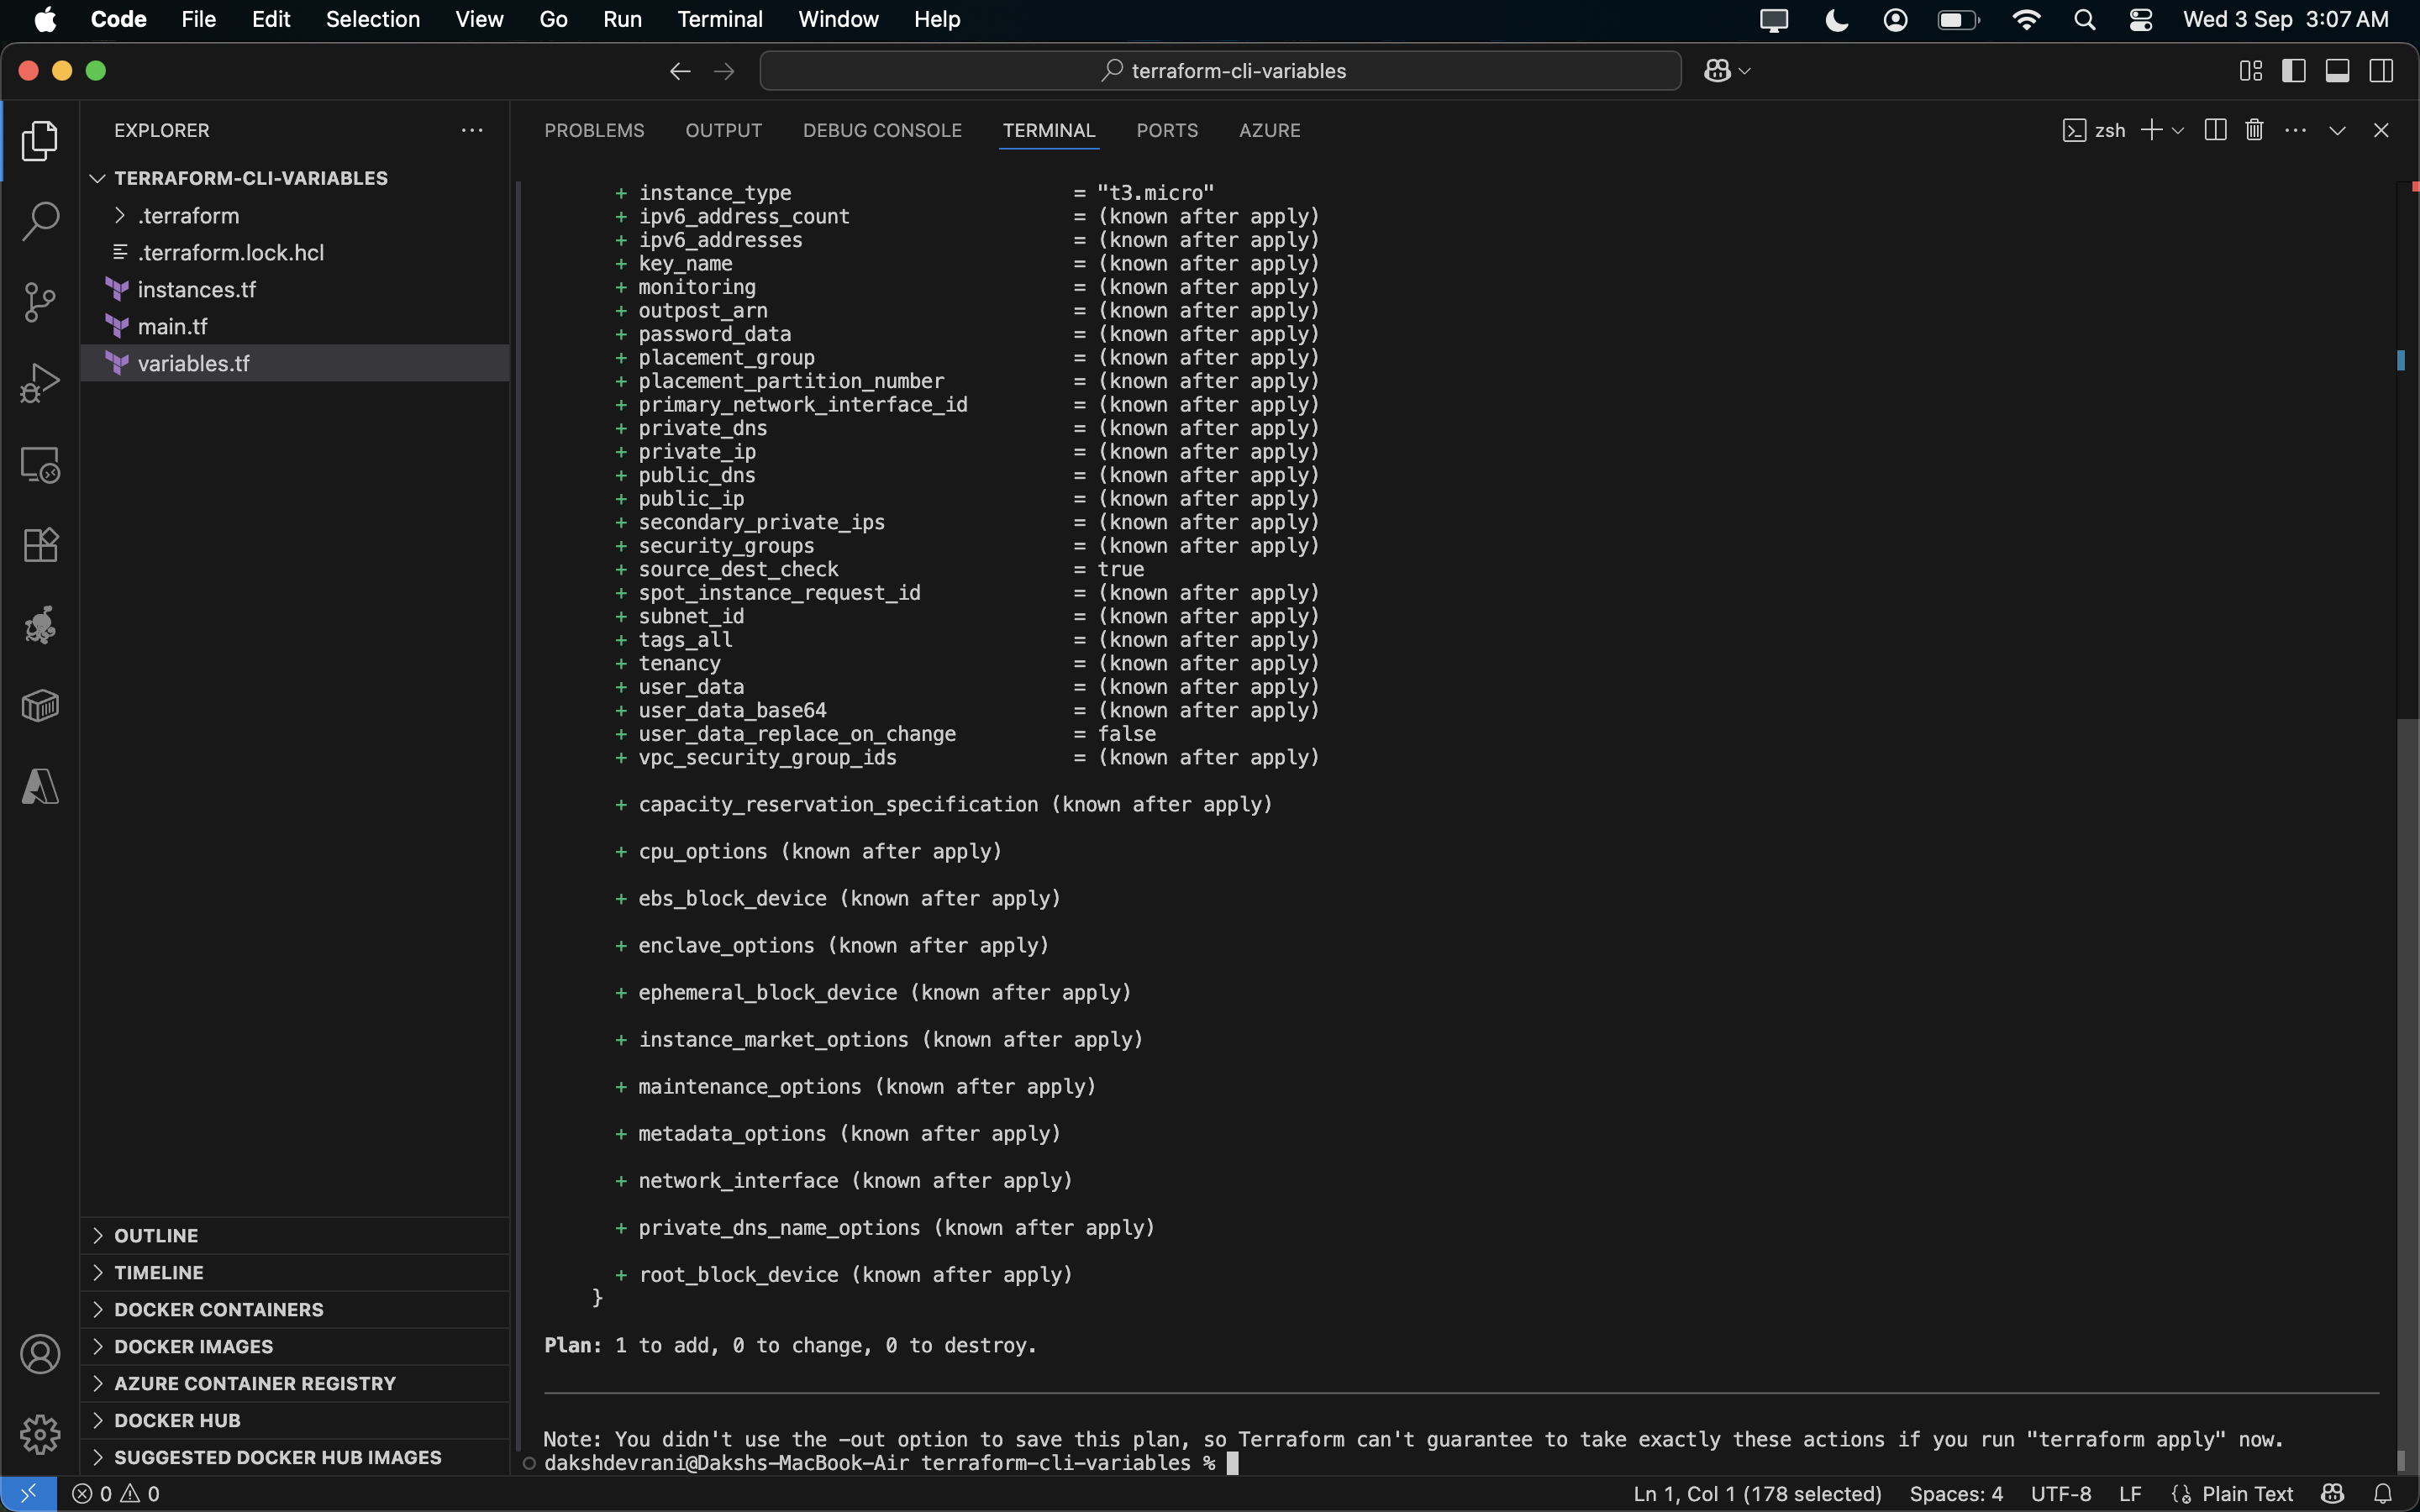 Code File Edit Selection View Go Run Terminal Window Help Wed 3 Sep 3:07 AM
terraform-cli-variables
EXPLORER
TERRAFORM-CLI-VARIABLES
.terraform
.terraform.lock.hcl
instances.tf
main.tf
variables.tf
OUTLINE
TIMELINE
DOCKER CONTAINERS
DOCKER IMAGES
AZURE CONTAINER REGISTRY
DOCKER HUB
SUGGESTED DOCKER HUB IMAGES
PROBLEMS OUTPUT DEBUG CONSOLE TERMINAL PORTS AZURE zsh
+ instance_type = "t3.micro"
+ ipv6_address_count = (known after apply)
+ ipv6_addresses = (known after apply)
+ key_name = (known after apply)
+ monitoring = (known after apply)
+ outpost_arn = (known after apply)
+ password_data = (known after apply)
+ placement_group = (known after apply)
+ placement_partition_number = (known after apply)
+ primary_network_interface_id = (known after apply)
+ private_dns = (known after apply)
+ private_ip = (known after apply)
+ public_dns = (known after apply)
+ public_ip = (known after apply)
+ secondary_private_ips = (known after apply)
+ security_groups = (known after apply)
+ source_dest_check = true
+ spot_instance_request_id = (known after apply)
+ subnet_id = (known after apply)
+ tags_all = (known after apply)
+ tenancy = (known after apply)
+ user_data = (known after apply)
+ user_data_base64 = (known after apply)
+ user_data_replace_on_change = false
+ vpc_security_group_ids = (known after apply)
+ capacity_reservation_specification (known after apply)
+ cpu_options (known after apply)
+ ebs_block_device (known after apply)
+ enclave_options (known after apply)
+ ephemeral_block_device (known after apply)
+ instance_market_options (known after apply)
+ maintenance_options (known after apply)
+ metadata_options (known after apply)
+ network_interface (known after apply)
+ private_dns_name_options (known after apply)
+ root_block_device (known after apply)
}
Plan: 1 to add, 0 to change, 0 to destroy.
Note: You didn't use the -out option to save this plan, so Terraform can't guarantee to take exactly these actions if you run "terraform apply" now.
dakshdevrani@Dakshs-MacBook-Air terraform-cli-variables %
0 0 Ln 1, Col 1 (178 selected) Spaces: 4 UTF-8 LF Plain Text